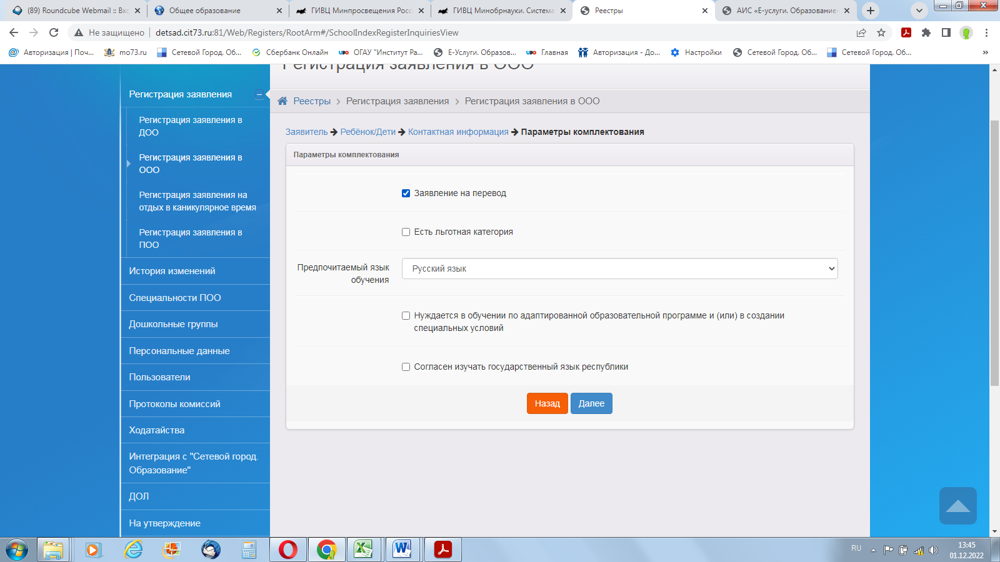 (89) Roundcube Webmail :: Вхо
Общее образование
ГИВЦ Минпросвещения Росс
ГИВЦ Минобрнауки. Система
Реестры
АИС «Е-услуги. Образование»
Не защищено
detsad.cit73.ru:81/Web/Registers/RootArm#/SchoolIndexRegisterInquiriesView
Авторизация | Поч...
mo73.ru
Сетевой Город. Об...
Сбербанк Онлайн
ОГАУ "Институт Ра...
Е-Услуги. Образов...
Главная
Авторизация - До...
Настройки
Сетевой Город. Об...
Сетевой Город. Об...
»
Регистрация заявления в ООО
Регистрация заявления
Регистрация заявления в
ДОО
Регистрация заявления в
ООО
Регистрация заявления на
отдых в каникулярное время
Регистрация заявления в
ПОО
История изменений
Специальности ПОО
Дошкольные группы
Персональные данные
Пользователи
Протоколы комиссий
Ходатайства
Интеграция с "Сетевой город.
Образование"
ДОЛ
На утверждение
Реестры > Регистрация заявления > Регистрация заявления в ООО
Заявитель → Ребёнок/Дети → Контактная информация → Параметры комплектования
Параметры комплектования
Заявление на перевод
Есть льготная категория
Предпочитаемый язык
обучения
Русский язык
Нуждается в обучении по адаптированной образовательной программе и (или) в создании
специальных условий
Согласен изучать государственный язык республики
Назад
Далее
RU
13:45
01.12.2022